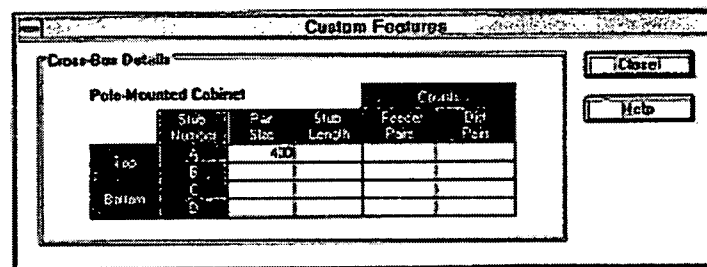 Custom Features
Cross-Box Details
Close
Pole-Mounted Cabinet
Counts
Help
Stub Number
Pair Size
Stub Length
Feeder Pairs
Dist Pairs
Top
A
400
B
Bottom
C
D